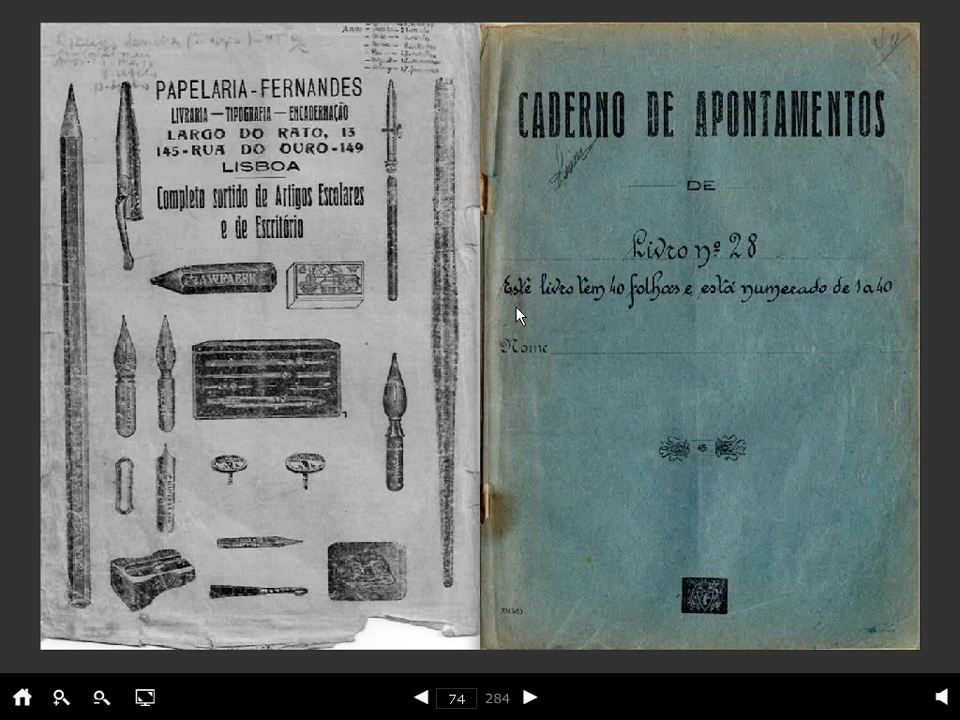 PAPELARIA-FERNANDES
LIVRARIA — TIPOGRAFIA — ENCADERNAÇÃO
LARGO DO RATO, 13
145-RUA DO OURO-149
LISBOA
Completo sortido de Artigos Escolares
e de Escritório
CADERNO DE APONTAMENTOS
DE
Livro nº 28
Este livro tem 40 folhas e está numerado de 1 a 40
Nome
74 284